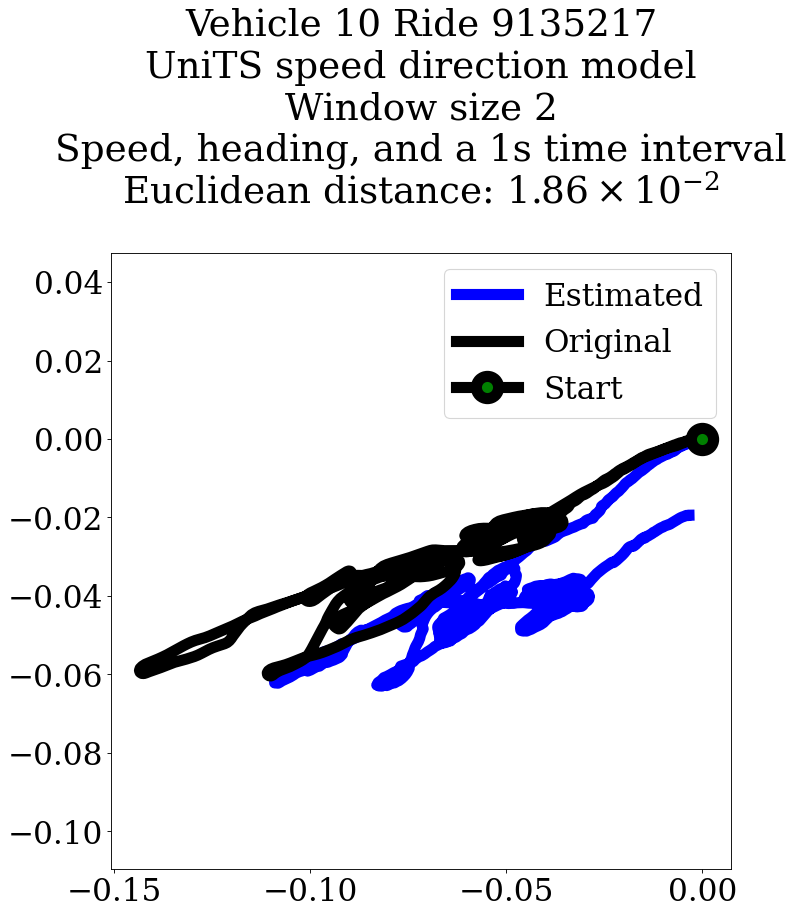 Vehicle 10 Ride 9135217
UniTS speed direction model
Window size 2
Speed, heading, and a 1s time interval
Euclidean distance: 1.86 × 10⁻²
Estimated
Original
Start
0.04
0.02
0.00
−0.02
−0.04
−0.06
−0.08
−0.10
−0.15 −0.10 −0.05 0.00